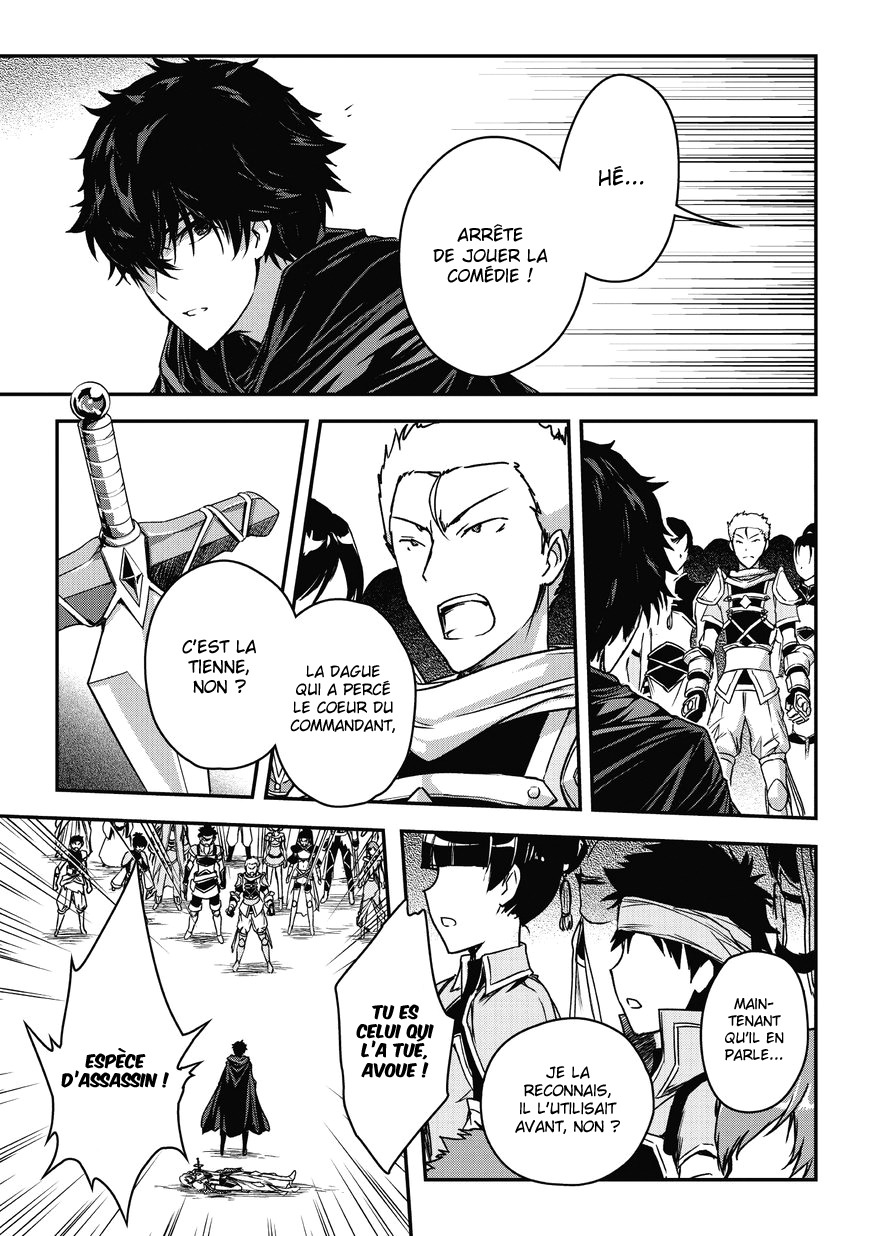 HÉ...
ARRÊTE
DE JOUER LA
COMÉDIE !
LA DAGUE
QUI A PERCÉ
LE COEUR DU
COMMANDANT,
C'EST LA
TIENNE,
NON ?
MAIN-
TENANT
QU'IL EN
PARLE...
JE LA
RECONNAIS,
IL L'UTILISAIT
AVANT, NON ?
TU ES
CELUI QUI
L'A TUÉ,
AVOUE !
ESPÈCE
D'ASSASSIN !